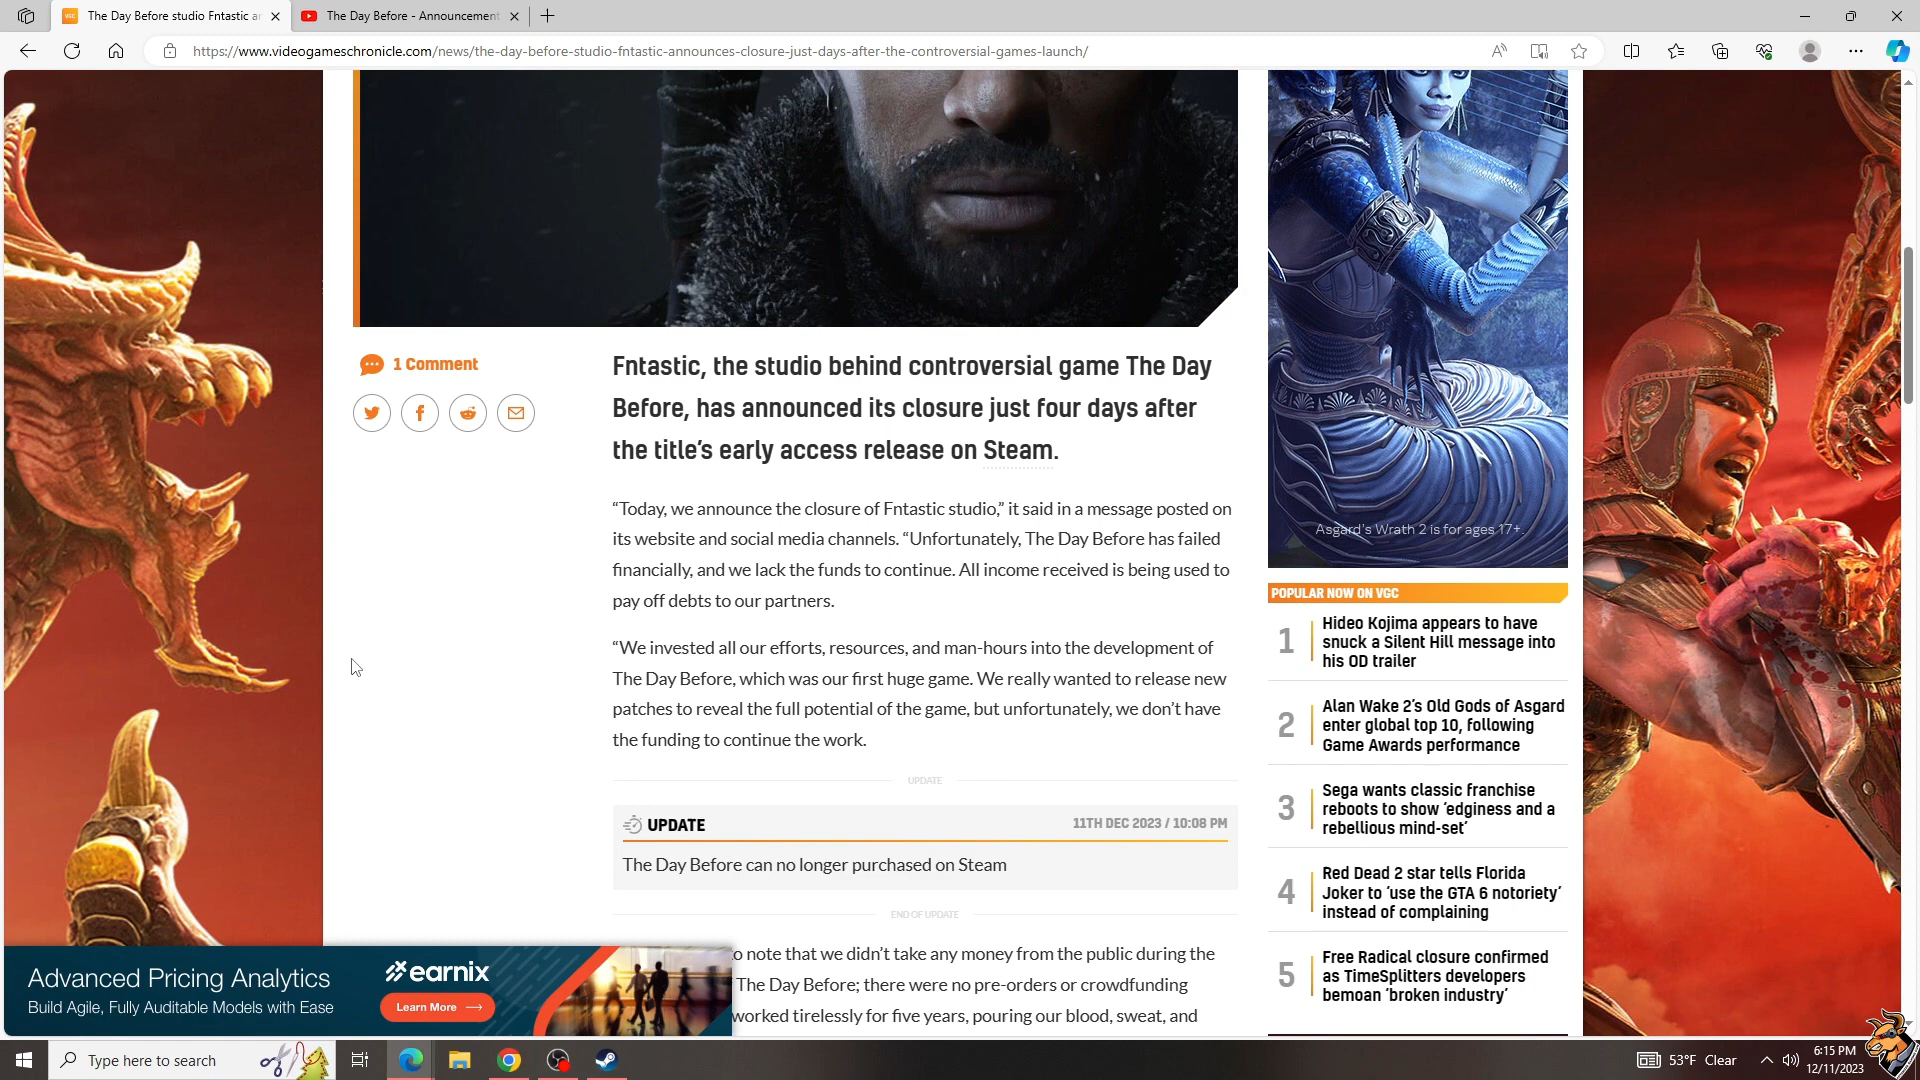 The Day Before studio Fntastic ar
The Day Before - Announcement
https://www.videogameschronicle.com/news/the-day-before-studio-fntastic-announces-closure-just-days-after-the-controversial-games-launch/
1 Comment
Fntastic, the studio behind controversial game The Day
Before, has announced its closure just four days after
the title’s early access release on Steam.
“Today, we announce the closure of Fntastic studio,” it said in a message posted on
its website and social media channels. “Unfortunately, The Day Before has failed
financially, and we lack the funds to continue. All income received is being used to
pay off debts to our partners.
“We invested all our efforts, resources, and man-hours into the development of
The Day Before, which was our first huge game. We really wanted to release new
patches to reveal the full potential of the game, but unfortunately, we don’t have
the funding to continue the work.
UPDATE
UPDATE
11TH DEC 2023 / 10:08 PM
The Day Before can no longer purchased on Steam
END OF UPDATE
o note that we didn’t take any money from the public during the
The Day Before; there were no pre-orders or crowdfunding
worked tirelessly for five years, pouring our blood, sweat, and
Asgard’s Wrath 2 is for ages 17+.
POPULAR NOW ON VGC
1
Hideo Kojima appears to have
snuck a Silent Hill message into
his OD trailer
2
Alan Wake 2’s Old Gods of Asgard
enter global top 10, following
Game Awards performance
3
Sega wants classic franchise
reboots to show ‘edginess and a
rebellious mind-set’
4
Red Dead 2 star tells Florida
Joker to ‘use the GTA 6 notoriety’
instead of complaining
5
Free Radical closure confirmed
as TimeSplitters developers
bemoan ‘broken industry’
Advanced Pricing Analytics
Build Agile, Fully Auditable Models with Ease
earnix
Learn More
Type here to search
53°F Clear
6:15 PM
12/11/2023